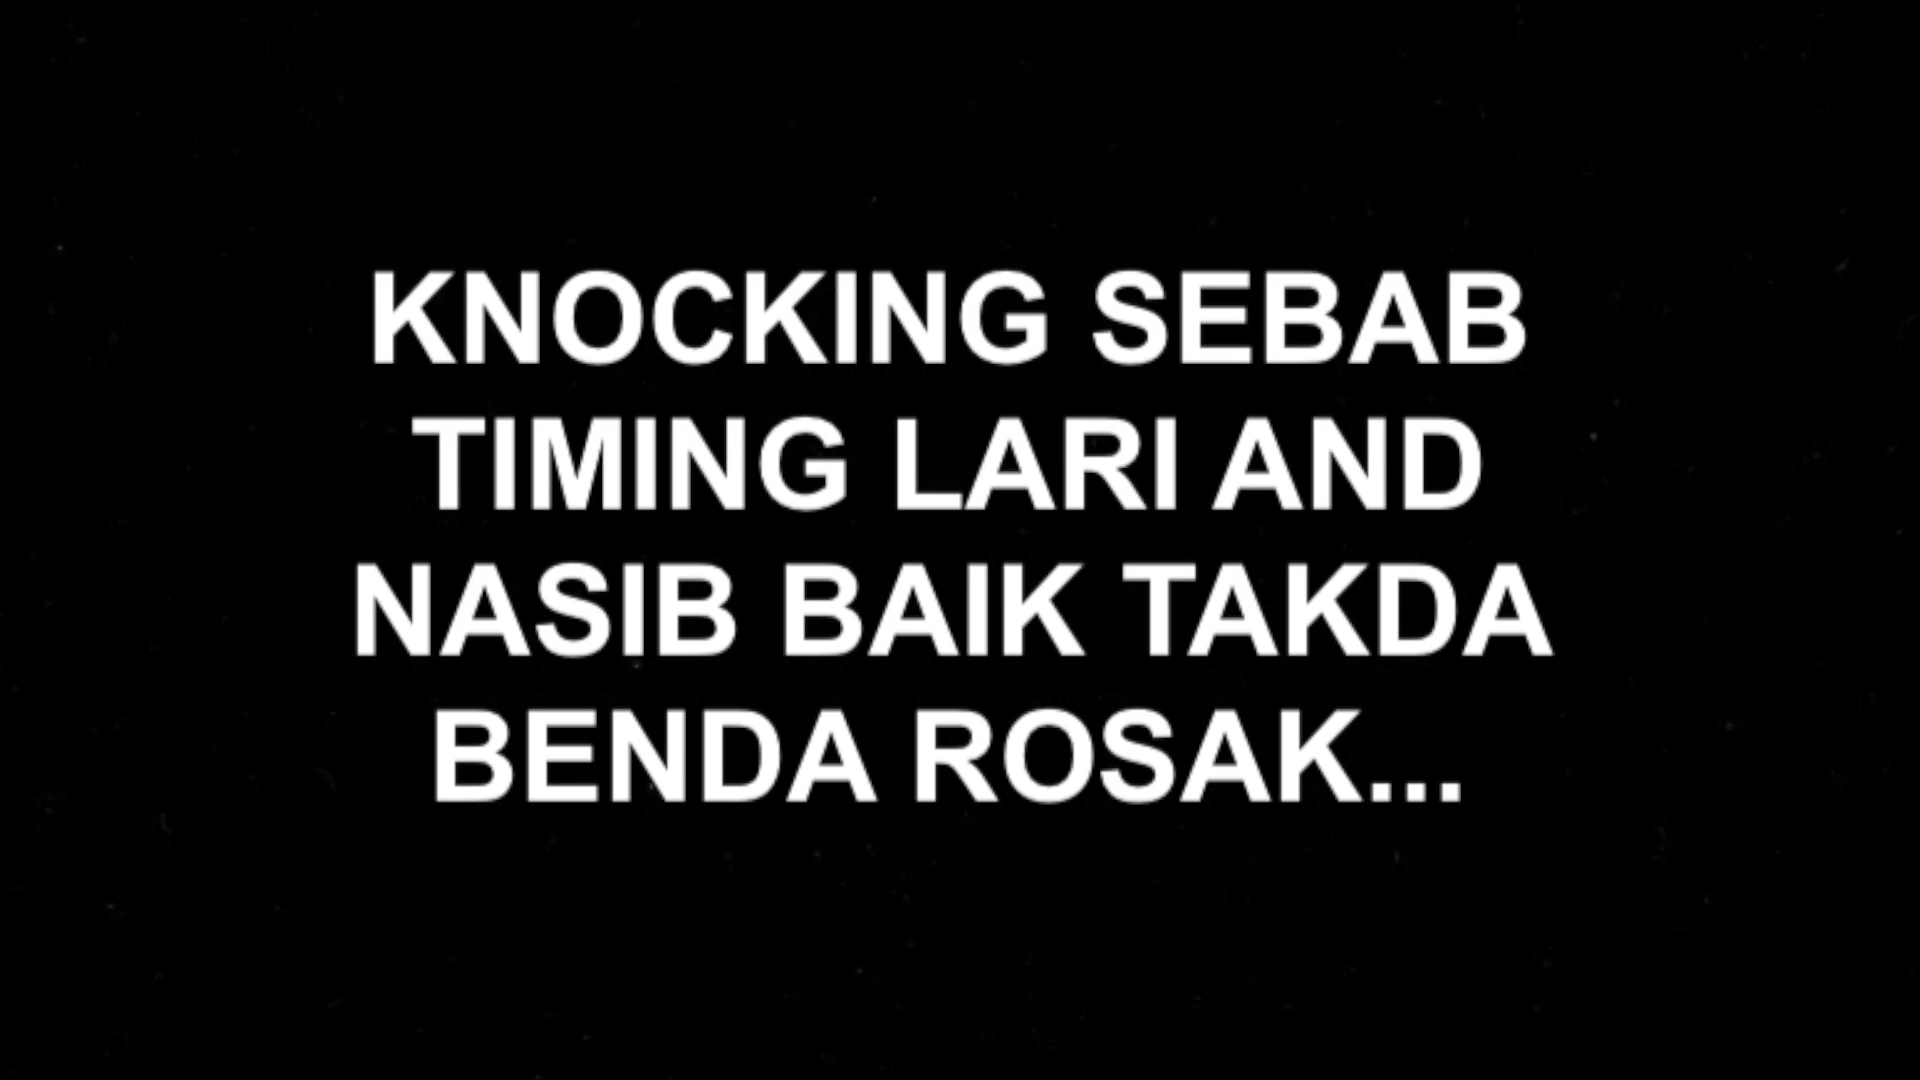 KNOCKING SEBAB
TIMING LARI AND
NASIB BAIK TAKDA
BENDA ROSAK...